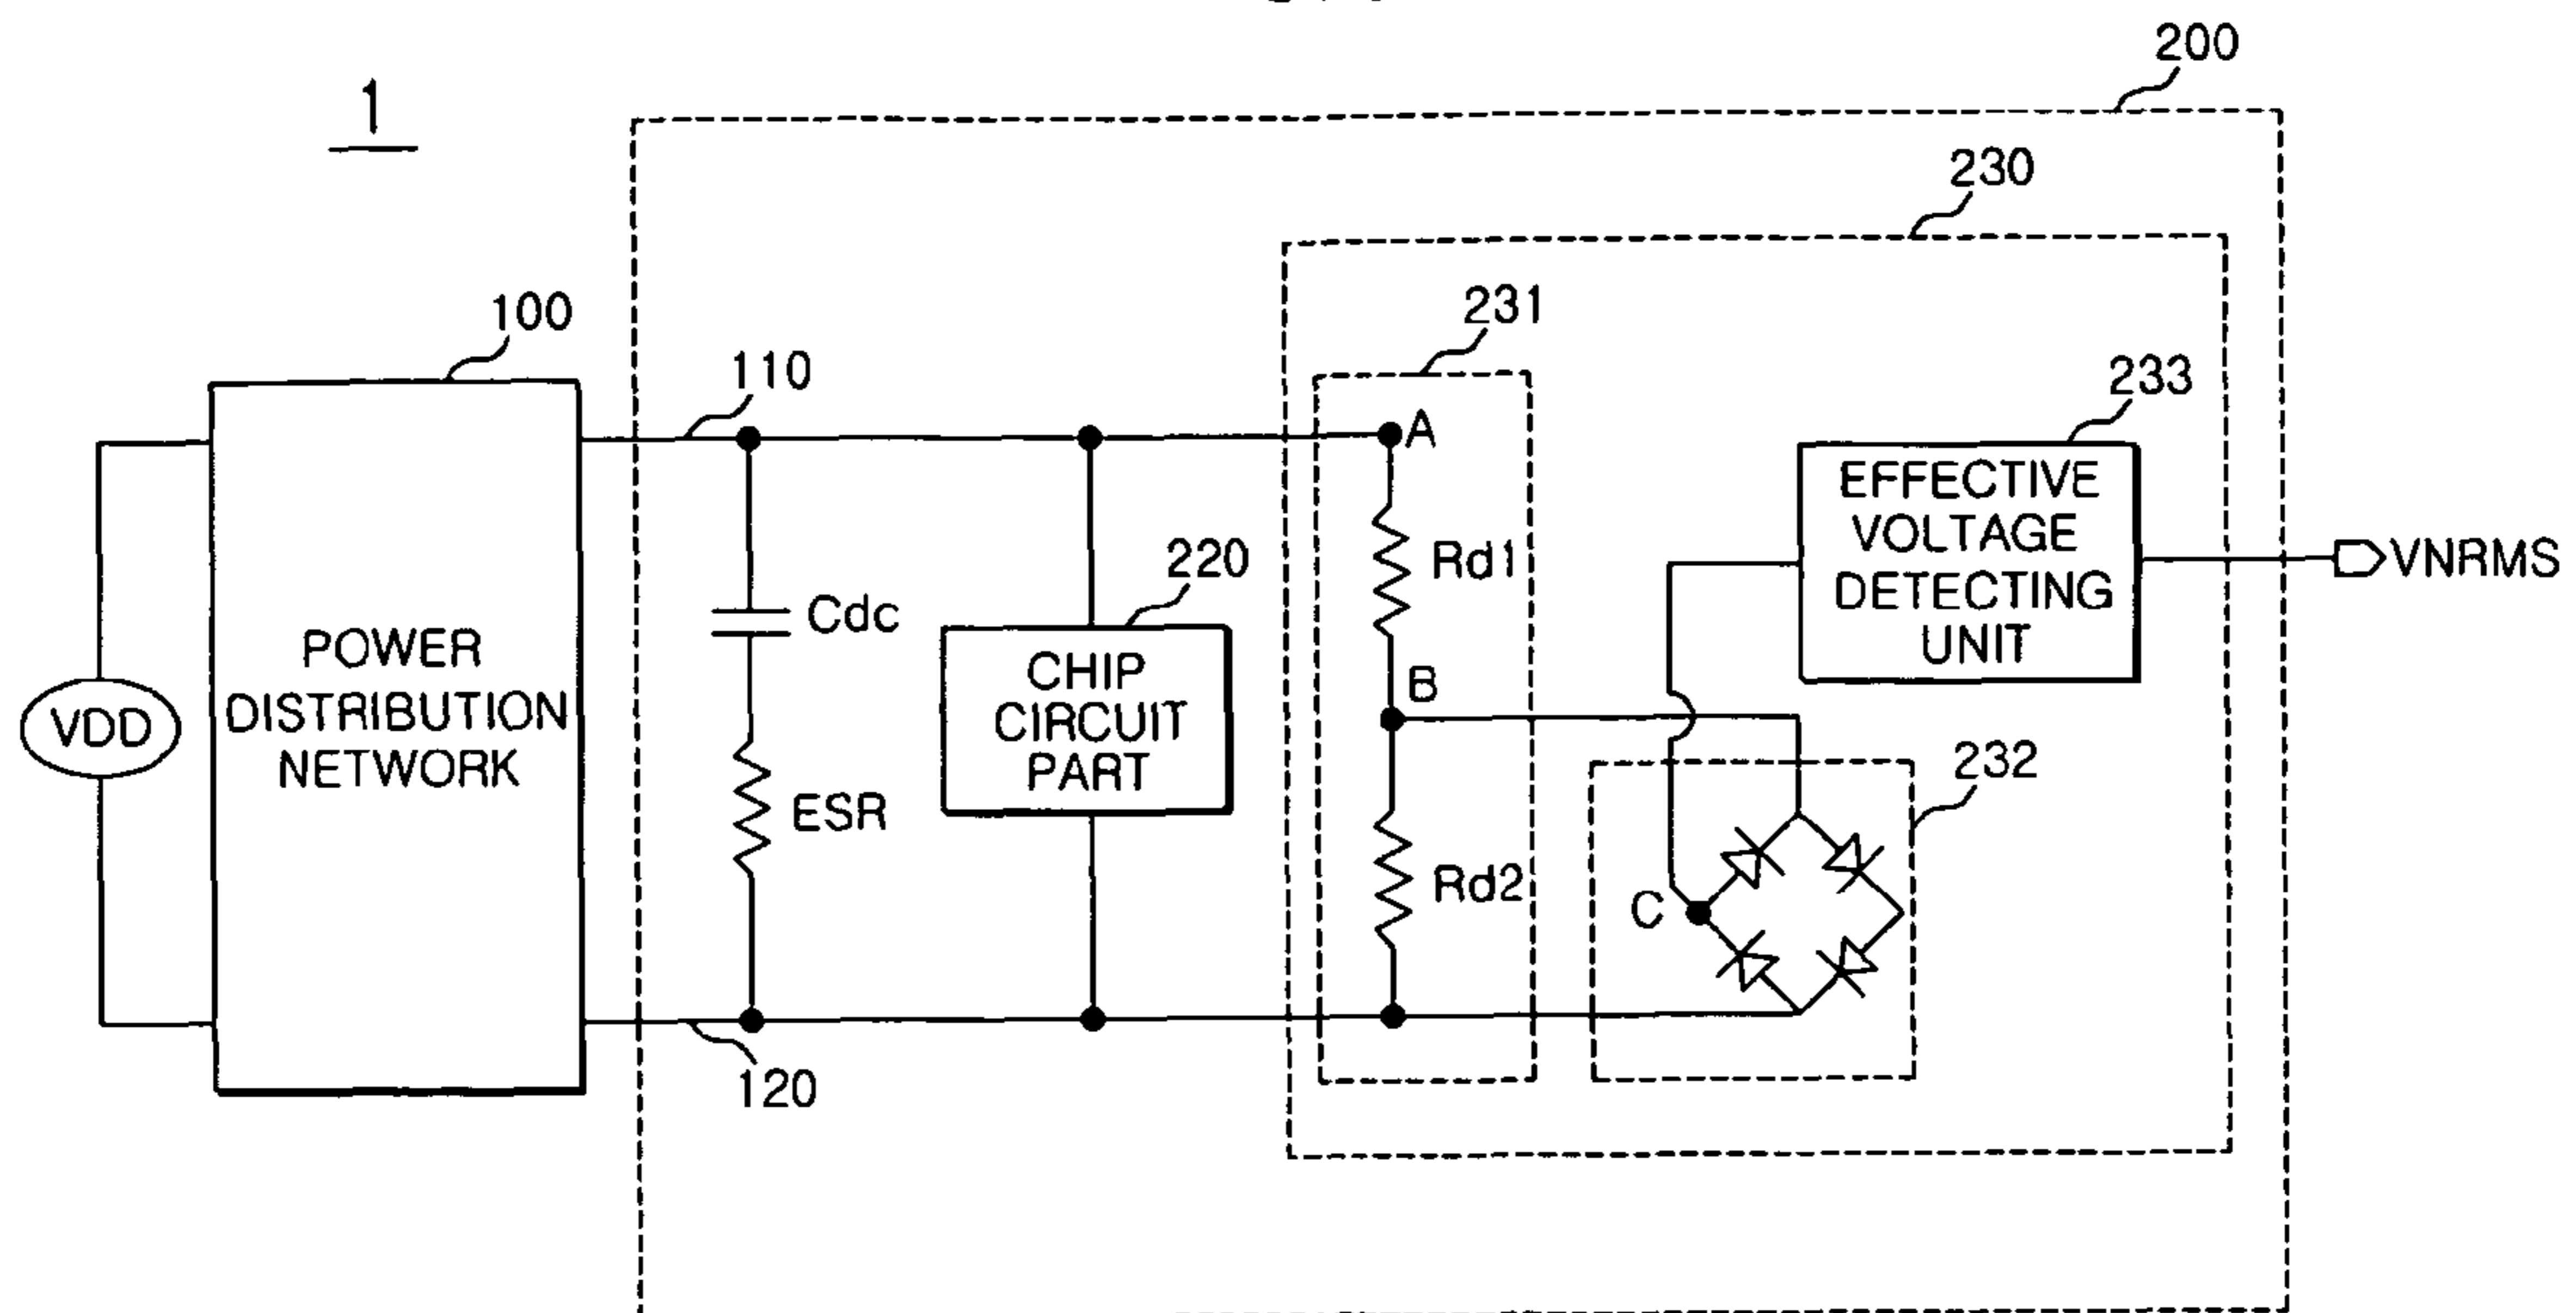 1
200
230
231
100
110
A
233
EFFECTIVE
VOLTAGE
DETECTING
UNIT
VNRMS
Rd1
220
Cdc
CHIP
CIRCUIT
PART
POWER
DISTRIBUTION
NETWORK
VDD
B
232
ESR
Rd2
C
120